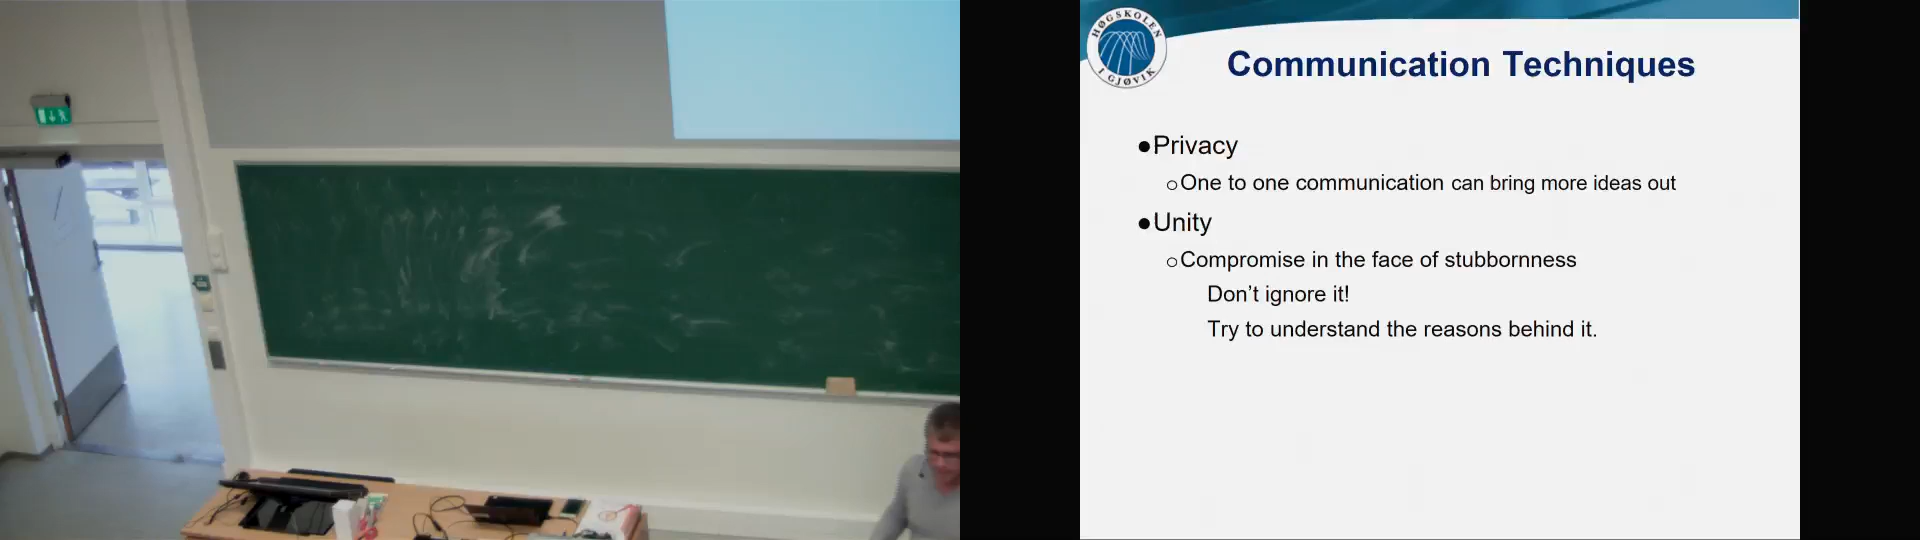 HØGSKOLEN
I GJØVIK
Communication Techniques
●Privacy
○One to one communication can bring more ideas out
●Unity
○Compromise in the face of stubbornness
Don’t ignore it!
Try to understand the reasons behind it.